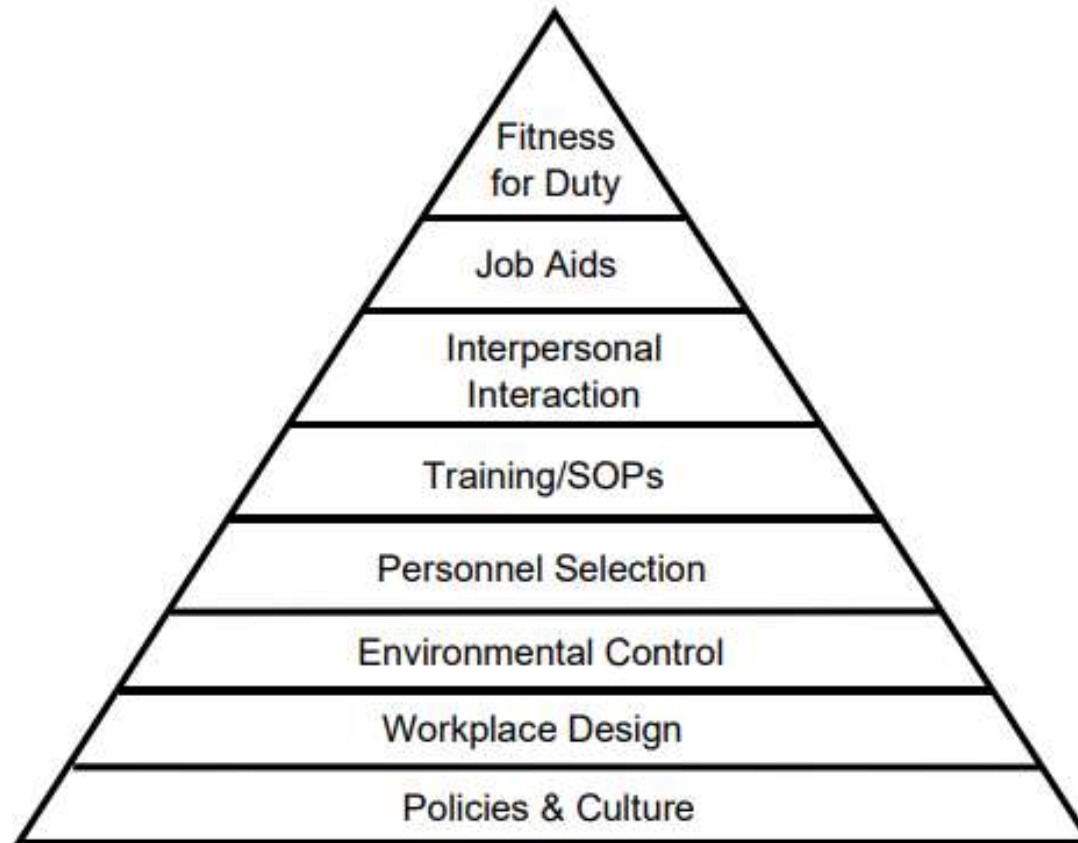 Fitness
for Duty
Job Aids
Interpersonal
Interaction
Training/SOPs
Personnel Selection
Environmental Control
Workplace Design
Policies & Culture